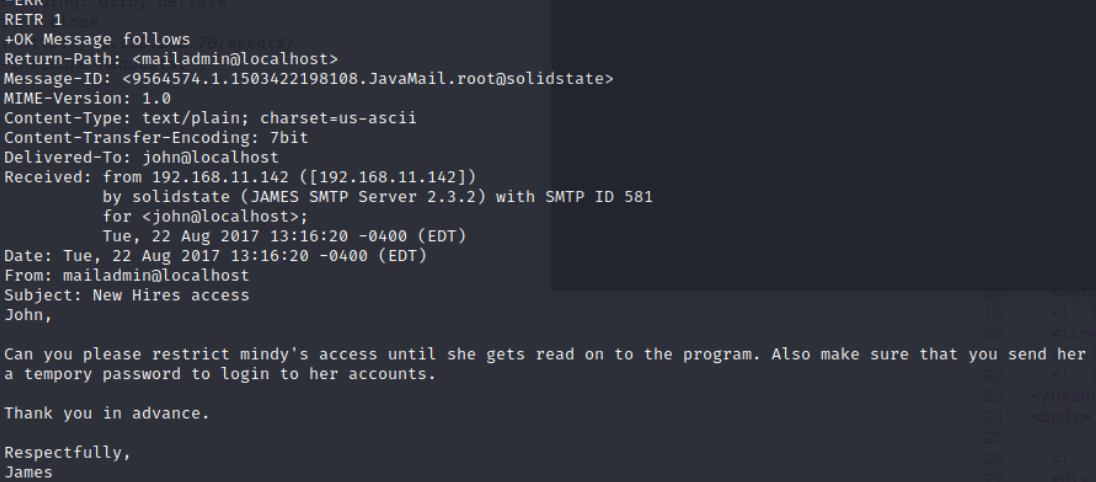 -ERR
RETR 1
+OK Message follows
Return-Path: <mailadmin@localhost>
Message-ID: <9564574.1.1503422198108.JavaMail.root@solidstate>
MIME-Version: 1.0
Content-Type: text/plain; charset=us-ascii
Content-Transfer-Encoding: 7bit
Delivered-To: john@localhost
Received: from 192.168.11.142 ([192.168.11.142])
by solidstate (JAMES SMTP Server 2.3.2) with SMTP ID 581
for <john@localhost>;
Tue, 22 Aug 2017 13:16:20 -0400 (EDT)
Date: Tue, 22 Aug 2017 13:16:20 -0400 (EDT)
From: mailadmin@localhost
Subject: New Hires access
John,
Can you please restrict mindy's access until she gets read on to the program. Also make sure that you send her
a tempory password to login to her accounts.
Thank you in advance.
Respectfully,
James